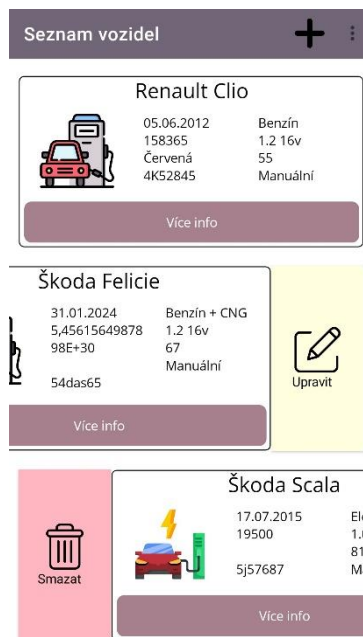 Seznam vozidel
Renault Clio
05.06.2012 Benzín
158365 1.2 16v
Červená 55
4K52845 Manuální
Více info
Škoda Felicie
31.01.2024 Benzín + CNG
5,45615649878 1.2 16v
98E+30 67
Manuální
54das65
Více info
Upravit
Škoda Scala
17.07.2015
19500
81
5j57687
Více info
Smazat